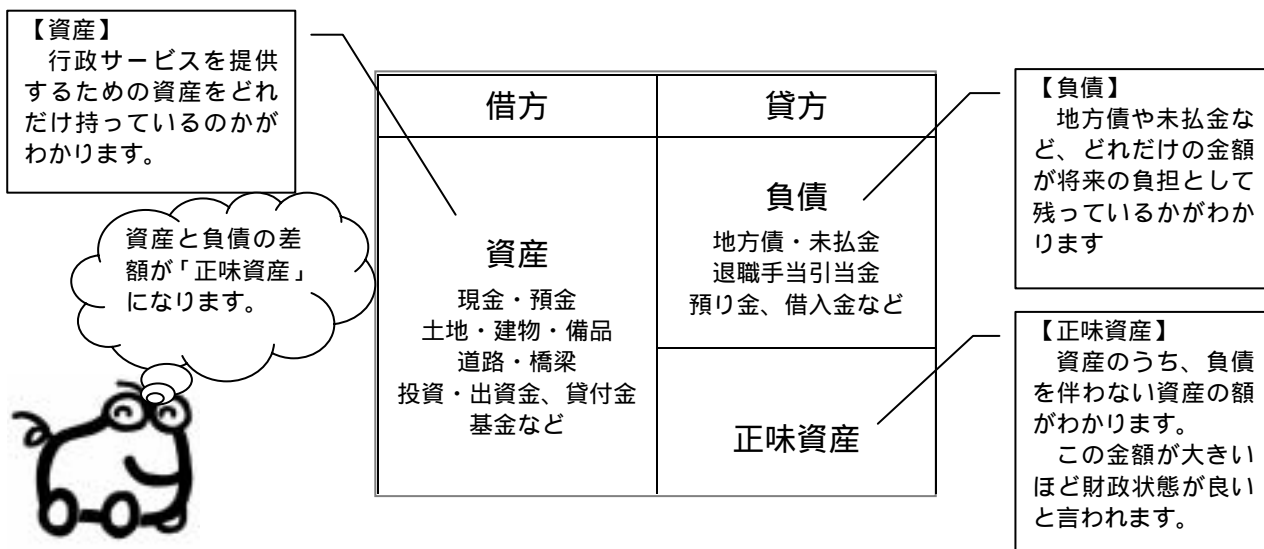 【資産】
行政サービスを提供
するための資産をどれ
だけ持っているのかが
わかります。
資産と負債の差
額が「正味資産」
になります。
借方
貸方
資産
現金・預金
土地・建物・備品
道路・橋梁
投資・出資金、貸付金
基金など
負債
地方債・未払金
退職手当引当金
預り金、借入金など
正味資産
【負債】
地方債や未払金な
ど、どれだけの金額
が将来の負担として
残っているかがわか
ります
【正味資産】
資産のうち、負債
を伴わない資産の額
がわかります。
この金額が大きい
ほど財政状態が良い
と言われます。